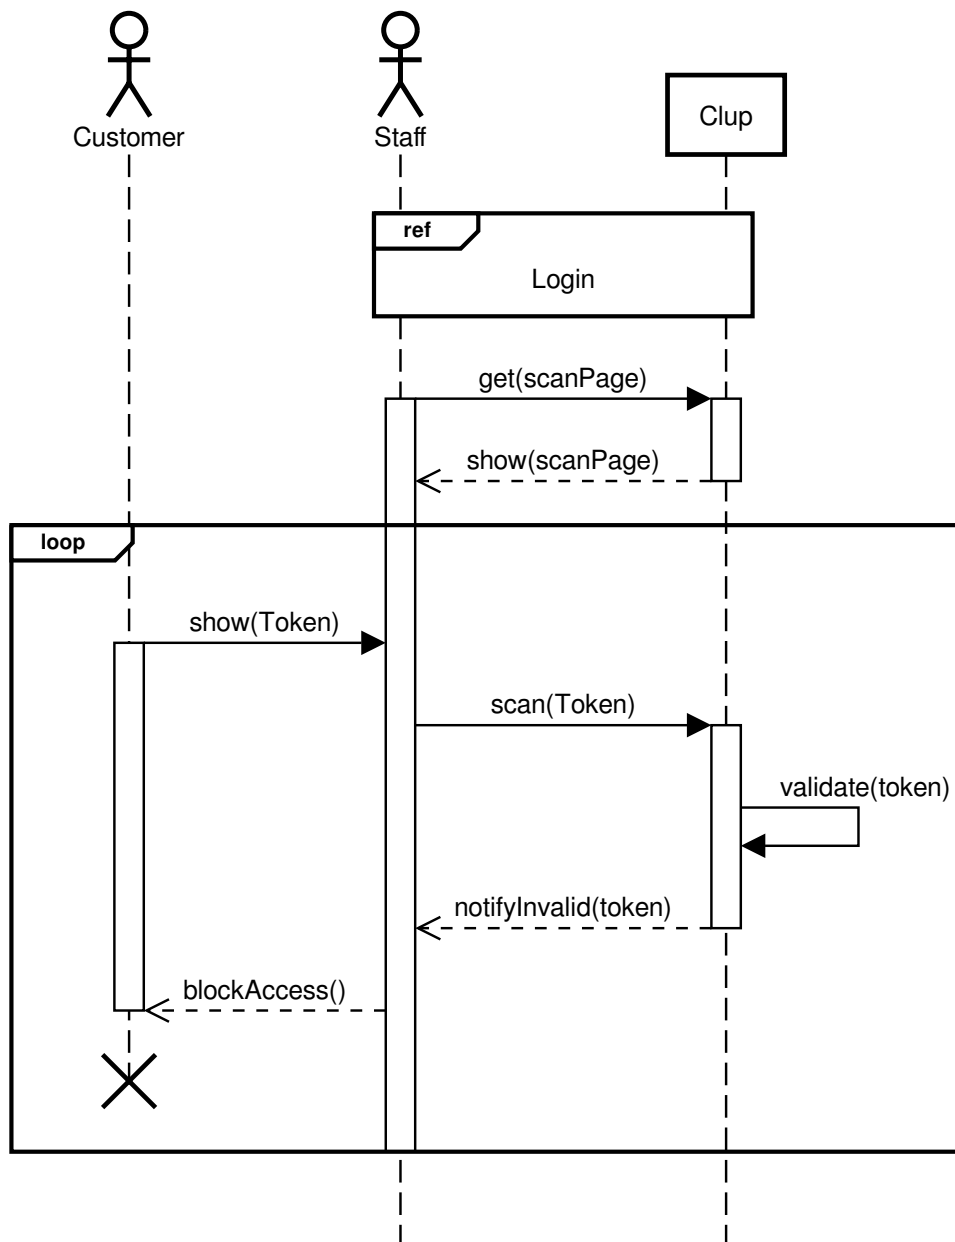 Customer
Staff
Clup
ref
Login
get(scanPage)
show(scanPage)
loop
show(Token)
scan(Token)
validate(token)
notifyInvalid(token)
blockAccess()